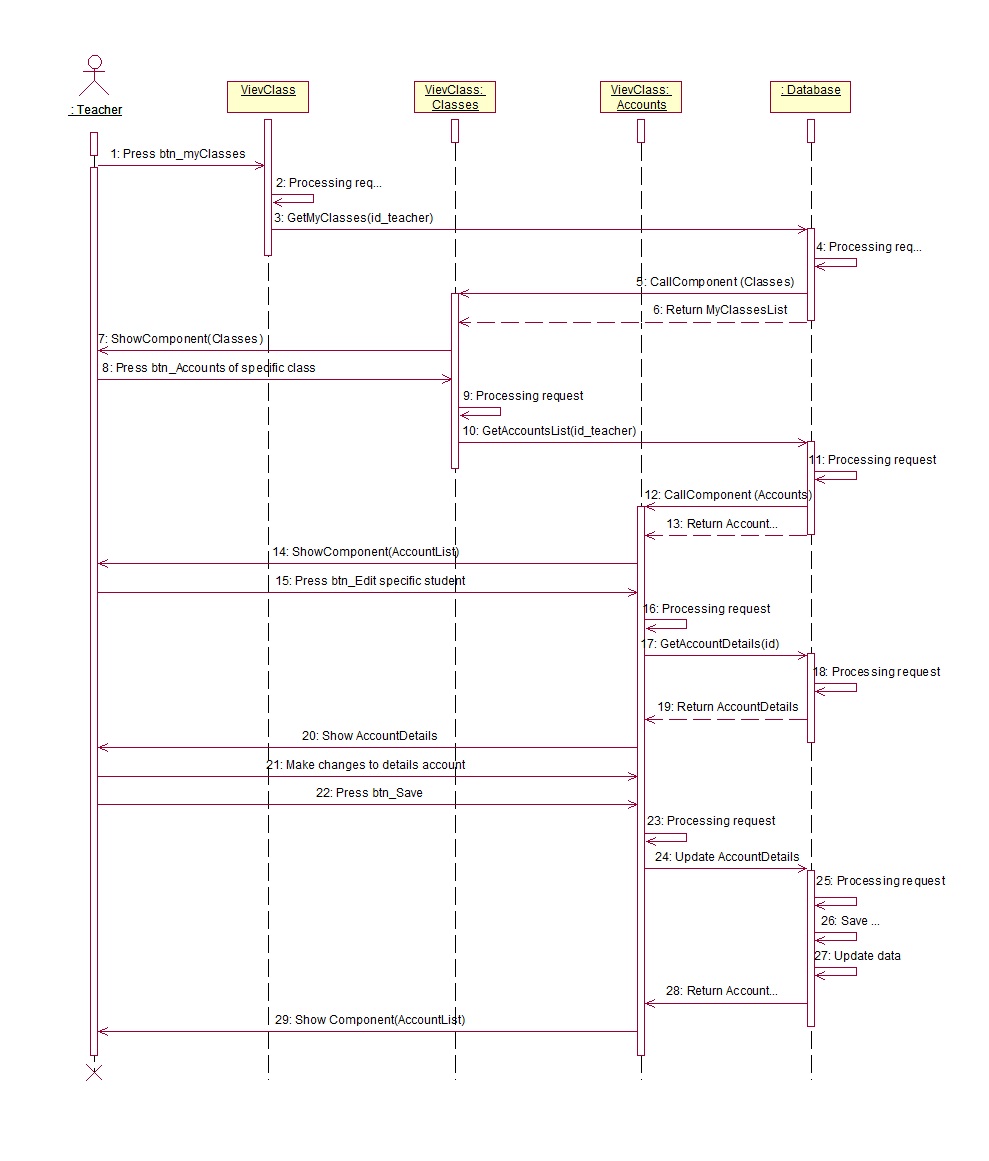 : Teacher
VievClass
VievClass:
Classes
VievClass:
Accounts
: Database
1: Press btn_myClasses
2: Processing req...
3: GetMyClasses(id_teacher)
4: Processing req...
5: CallComponent (Classes)
6: Return MyClassesList
7: ShowComponent(Classes)
8: Press btn_Accounts of specific class
9: Processing request
10: GetAccountsList(id_teacher)
11: Processing request
12: CallComponent (Accounts)
13: Return Account...
14: ShowComponent(AccountList)
15: Press btn_Edit specific student
16: Processing request
17: GetAccountDetails(id)
18: Processing request
19: Return AccountDetails
20: Show AccountDetails
21: Make changes to details account
22: Press btn_Save
23: Processing request
24: Update AccountDetails
25: Processing request
26: Save ...
27: Update data
28: Return Account...
29: Show Component(AccountList)